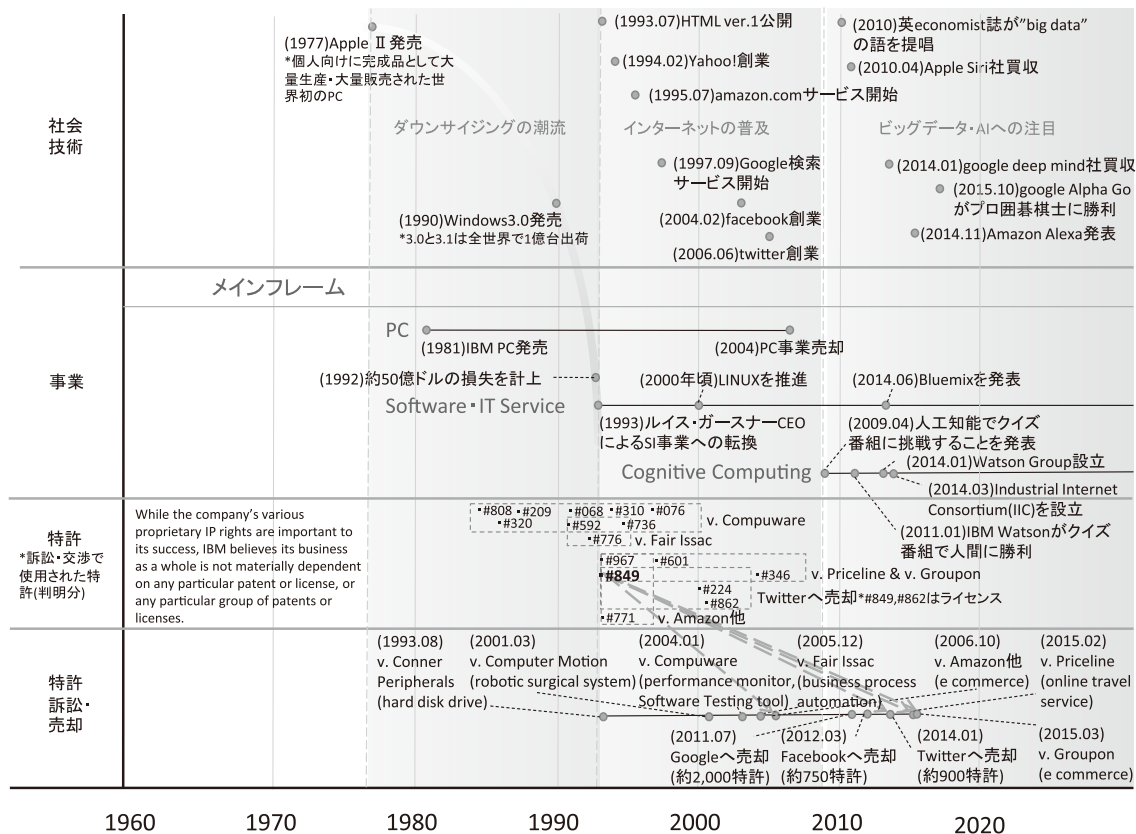 社会
技術
(1977)Apple Ⅱ発売
*個人向けに完成品として大
量生産・大量販売された世
界初のPC
(1993.07)HTML ver.1公開
(1994.02)Yahoo!創業
(1995.07)amazon.comサービス開始
(2010)英economist誌が”big data”
の語を提唱
(2010.04)Apple Siri社買収
ダウンサイジングの潮流
インターネットの普及
ビッグデータ・AIへの注目
(1997.09)Google検索
サービス開始
(2014.01)google deep mind社買収
(2015.10)google Alpha Go
がプロ囲碁棋士に勝利
(1990)Windows3.0発売
*3.0と3.1は全世界で1億台出荷
(2004.02)facebook創業
(2006.06)twitter創業
(2014.11)Amazon Alexa発表
事業
メインフレーム
PC
(1981)IBM PC発売
(2004)PC事業売却
(1992)約50億ドルの損失を計上
(2000年頃)LINUXを推進
(2014.06)Bluemixを発表
Software・IT Service
(1993)ルイス・ガースナーCEO
によるSI事業への転換
(2009.04)人工知能でクイズ
番組に挑戦することを発表
Cognitive Computing
(2014.01)Watson Group設立
(2014.03)Industrial Internet
Consortium(IIC)を設立
(2011.01)IBM Watsonがクイズ
番組で人間に勝利
特許
*訴訟・交渉で
使用された特
許(判明分)
While the company’s various
proprietary IP rights are important to
its success, IBM believes its business
as a whole is not materially dependent
on any particular patent or license, or
any particular group of patents or
licenses.
#808 #209 #068 #310 #076
#320 #592 #736 v. Compuware
#776 v. Fair Issac
#967 #601
#849 #346 v. Priceline & v. Groupon
#224
#862 Twitterへ売却*#849,#862はライセンス
#771 v. Amazon他
特許
訴訟・
売却
(1993.08)
v. Conner
Peripherals
(hard disk drive)
(2001.03)
v. Computer Motion
(robotic surgical system)
(2004.01)
v. Compuware
(performance monitor,
Software Testing tool)
(2005.12)
v. Fair Issac
(business process
automation)
(2006.10)
v. Amazon他
(e commerce)
(2015.02)
v. Priceline
(online travel
service)
(2011.07)
Googleへ売却
(約2,000特許)
(2012.03)
Facebookへ売却
(約750特許)
(2014.01)
Twitterへ売却
(約900特許)
(2015.03)
v. Groupon
(e commerce)
1960 1970 1980 1990 2000 2010 2020